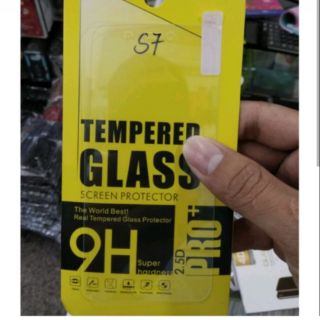 S7
TEMPERED
GLASS
SCREEN PROTECTOR
The World Best!
Real Tempered Glass Protector
9H
Super
hardness
2.5D
PRO+